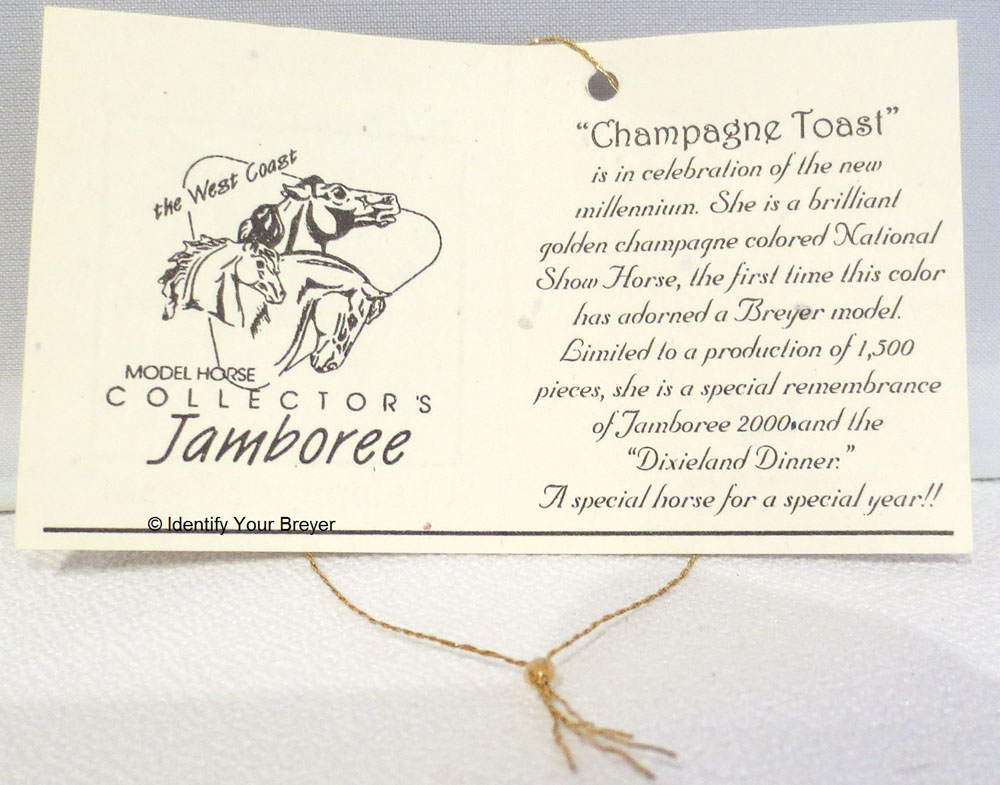 the West Coast
MODEL HORSE
COLLECTOR'S
Jamboree
© Identify Your Breyer
"Champagne Toast"
is in celebration of the new
millennium. She is a brilliant
golden champagne colored National
Show Horse, the first time this color
has adorned a Breyer model.
Limited to a production of 1,500
pieces, she is a special remembrance
of Jamboree 2000 and the
"Dixieland Dinner."
A special horse for a special year!!